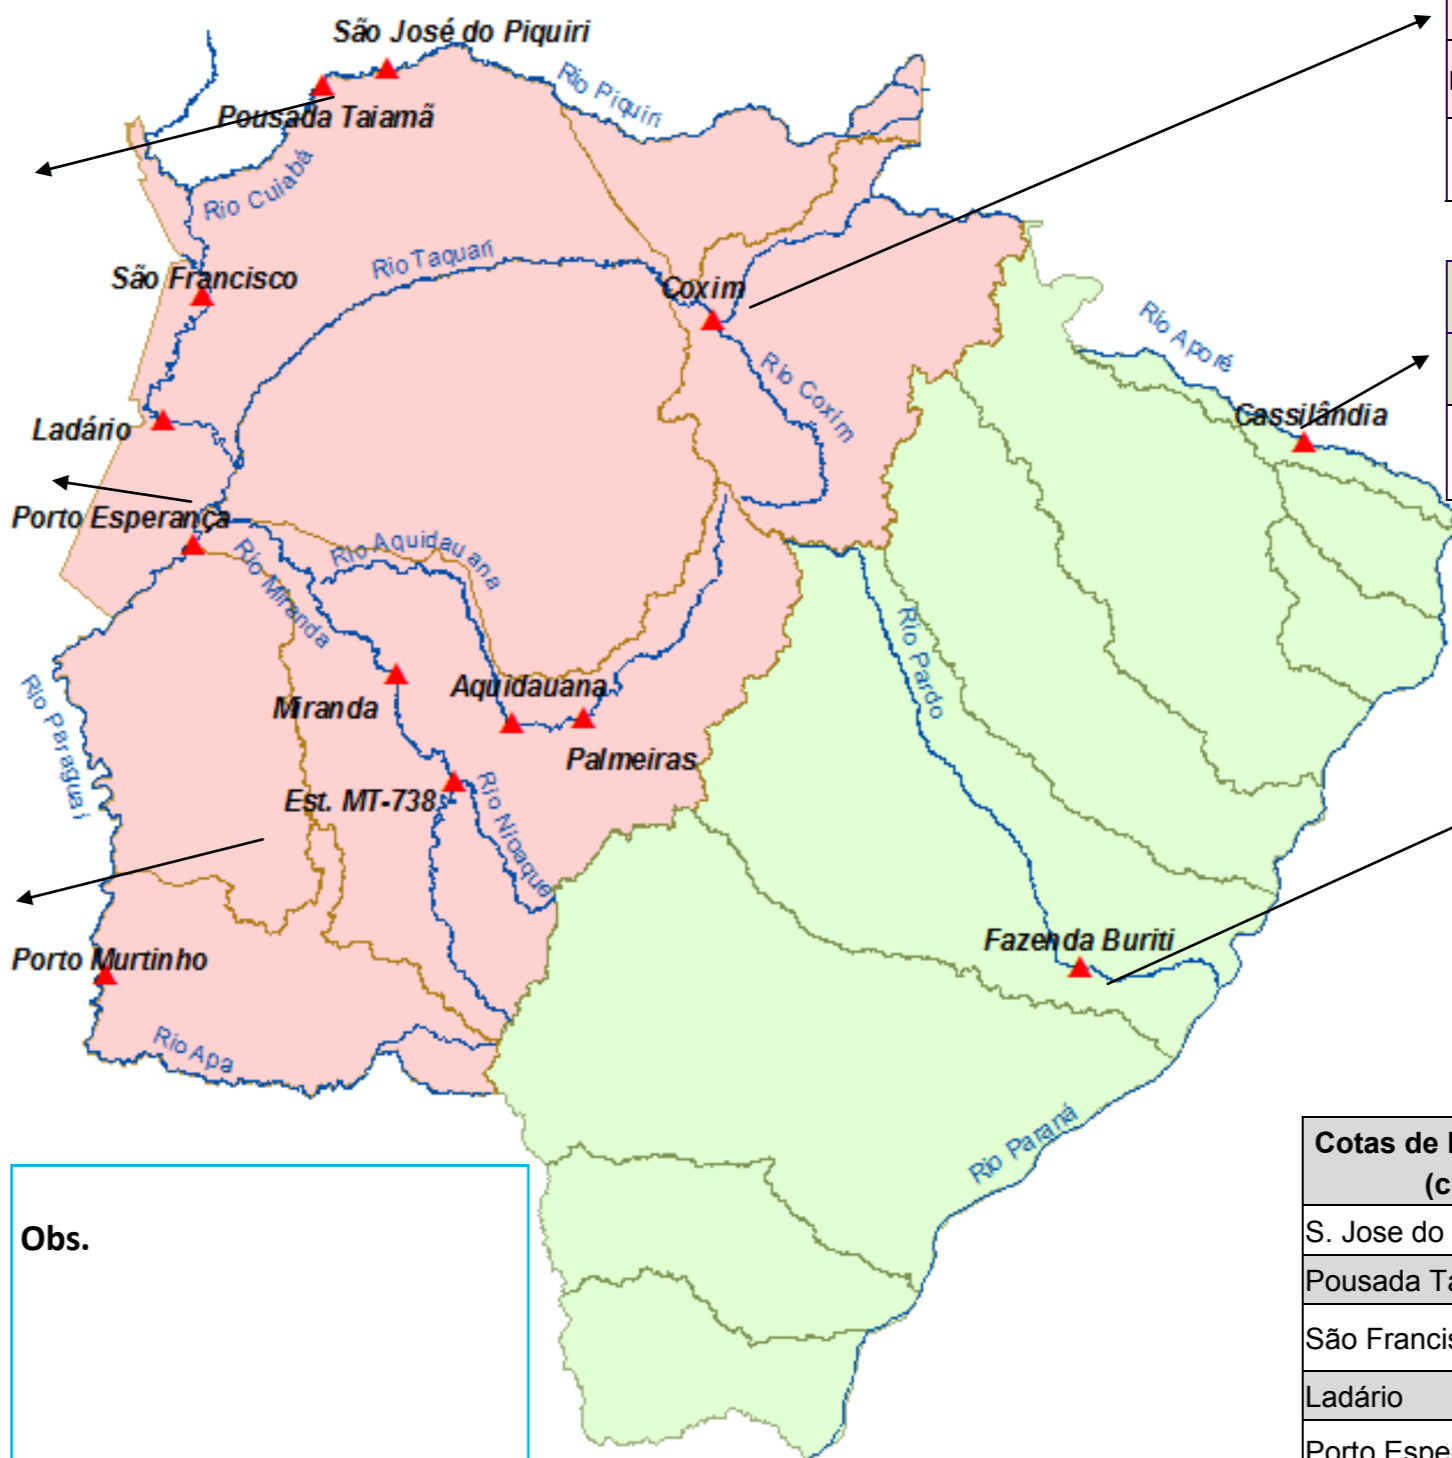 São José do Piquiri
Rio Piquiri
Pousada Taiamã
Rio Cuiabá
Rio Taquari
São Francisco
Coxim
Rio Aporé
Rio Coxim
Cassilândia
Ladário
Porto Esperança
Rio Aquidauana
Rio Miranda
Rio Pardo
Rio Paraguai
Aquidauana
Miranda
Palmeiras
Est. MT-738
Rio Nioaque
Fazenda Buriti
Porto Murtinho
Rio Apa
Rio Paraná
Obs.
Cotas de
(c
S. Jose do
Pousada Ta
São Francis
Ladário
Porto Espe